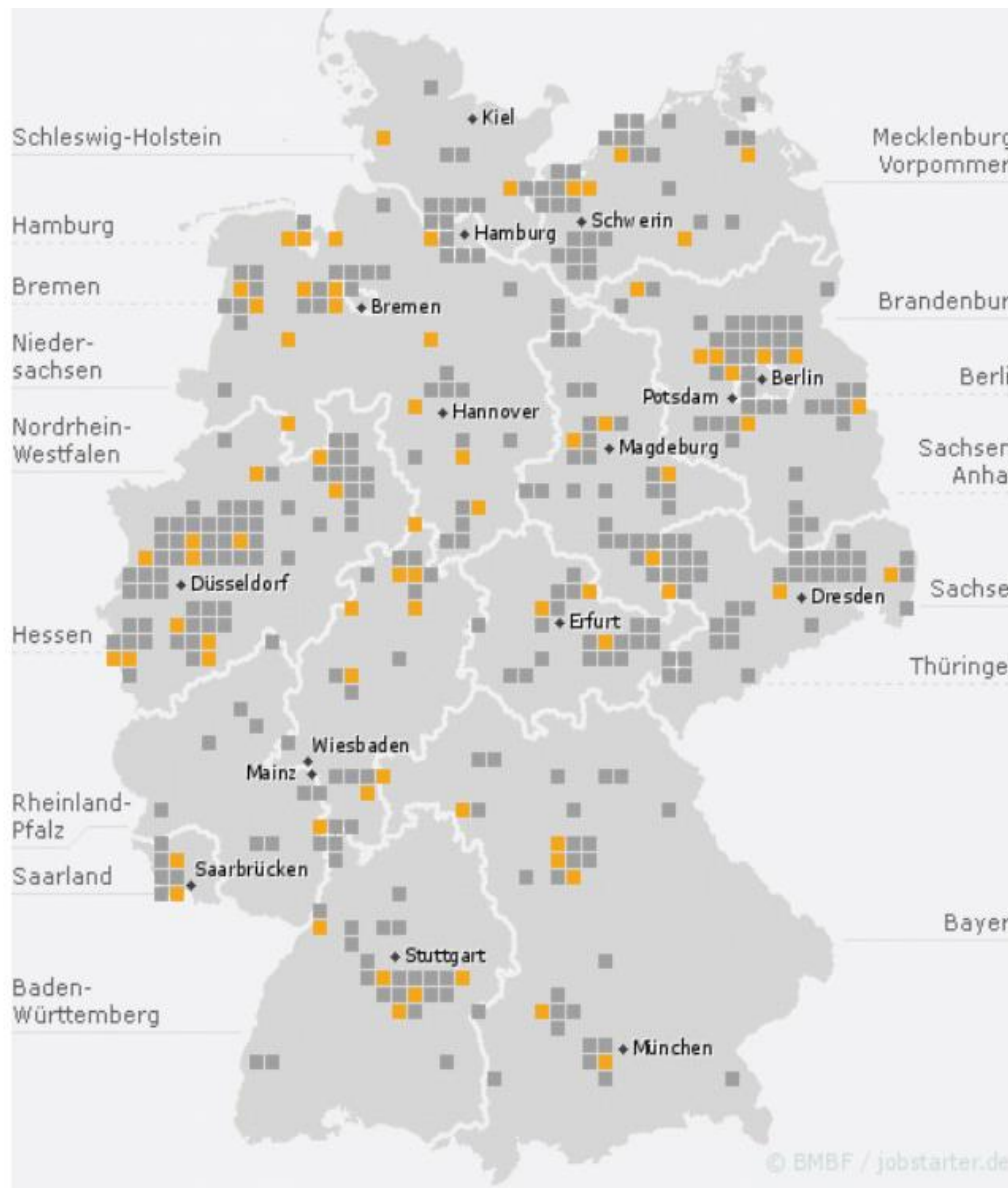 Kiel
Schleswig-Holstein
Mecklenburg
Vorpommer
Schwerin
Hamburg
Hamburg
Bremen
Bremen
Brandenbur
Nieder-
sachsen
Berli
Berlin
Potsdam
Hannover
Nordrhein-
Westfalen
Magdeburg
Sachsen
Anha
Düsseldorf
Dresden
Sachse
Erfurt
Hessen
Thüringe
Wiesbaden
Mainz
Rheinland-
Pfalz
Saarbrücken
Saarland
Bayer
Stuttgart
Baden-
Württemberg
München
© BMBF / jobstarter.de